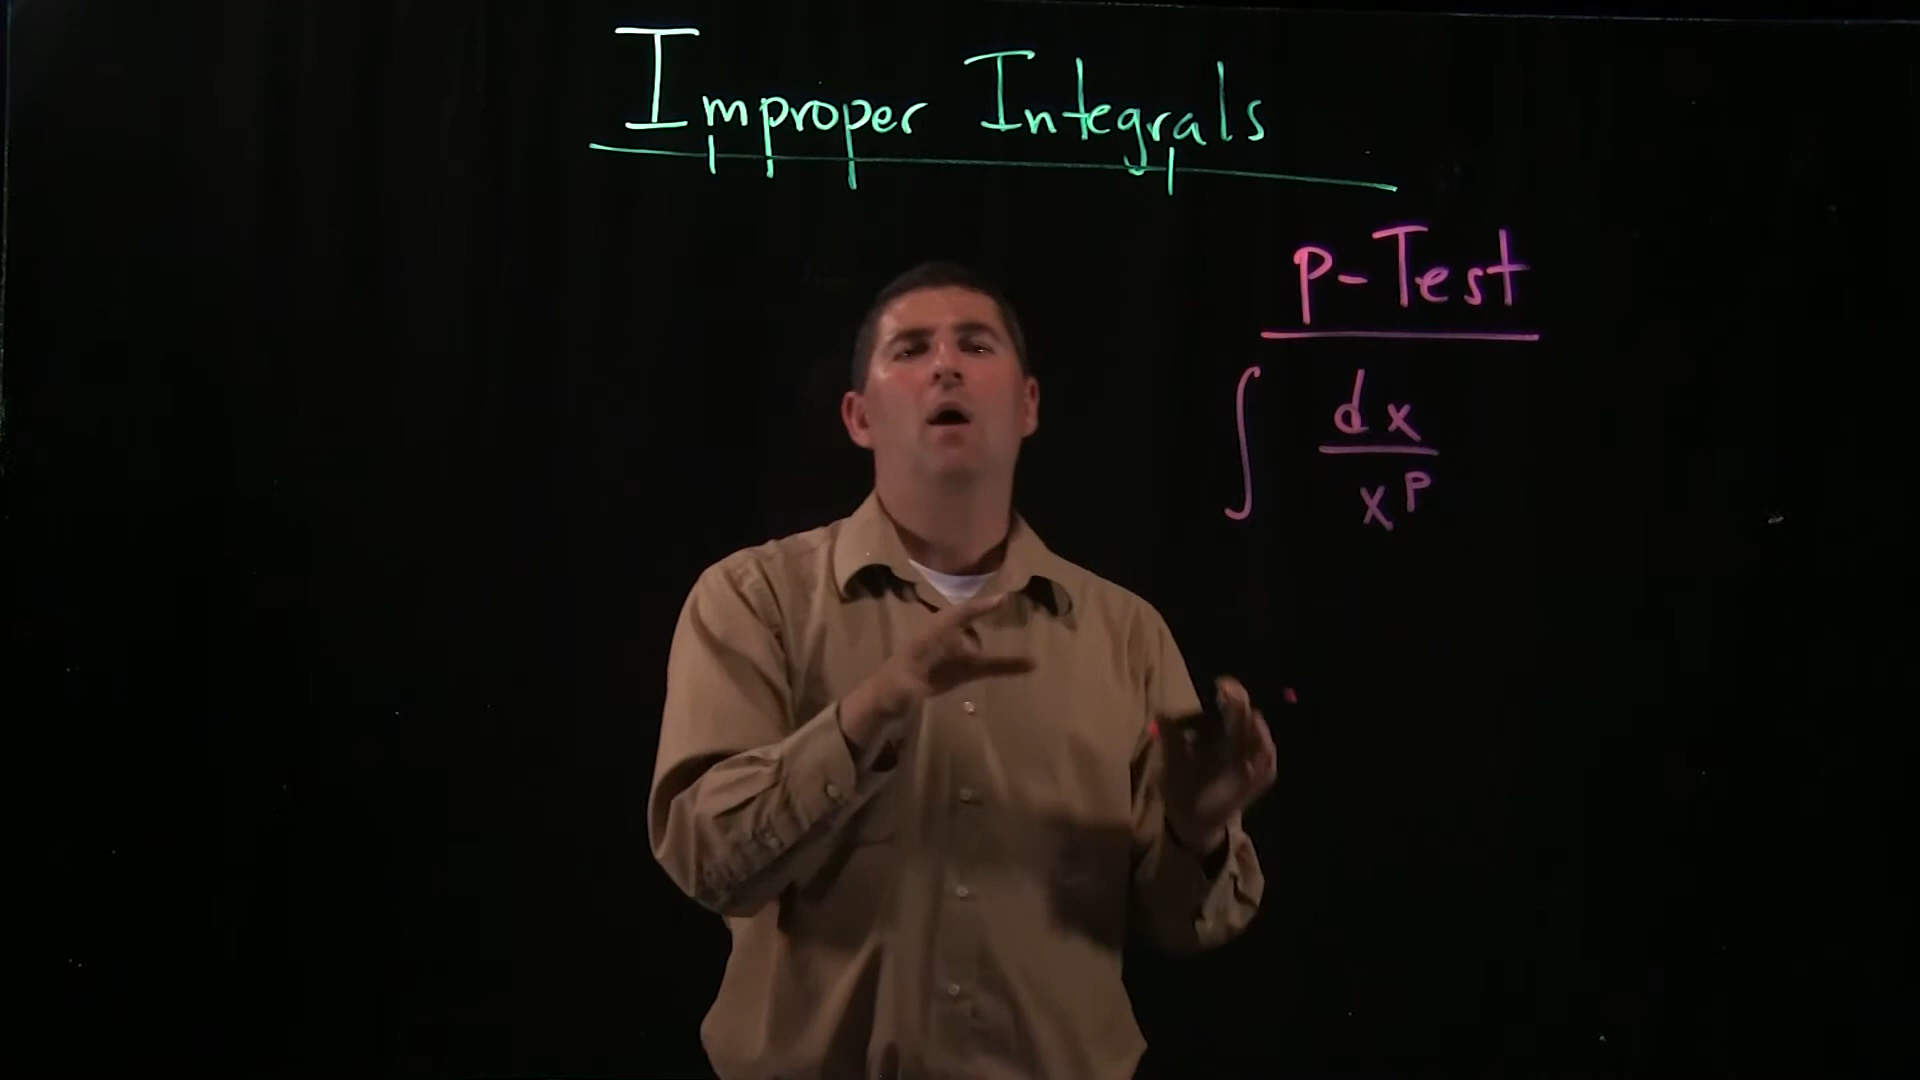 Improper Integrals
p-Test
∫ dx
x^p